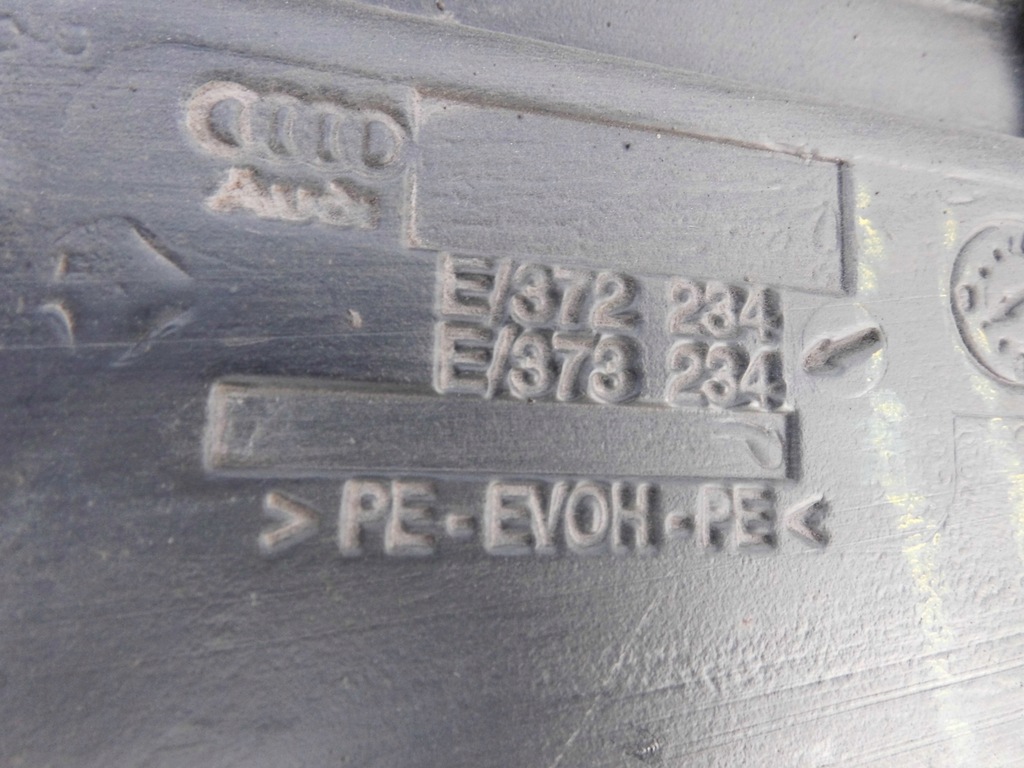 Audi
E/372 234
E/373 234
>PE-EVOH-PE<